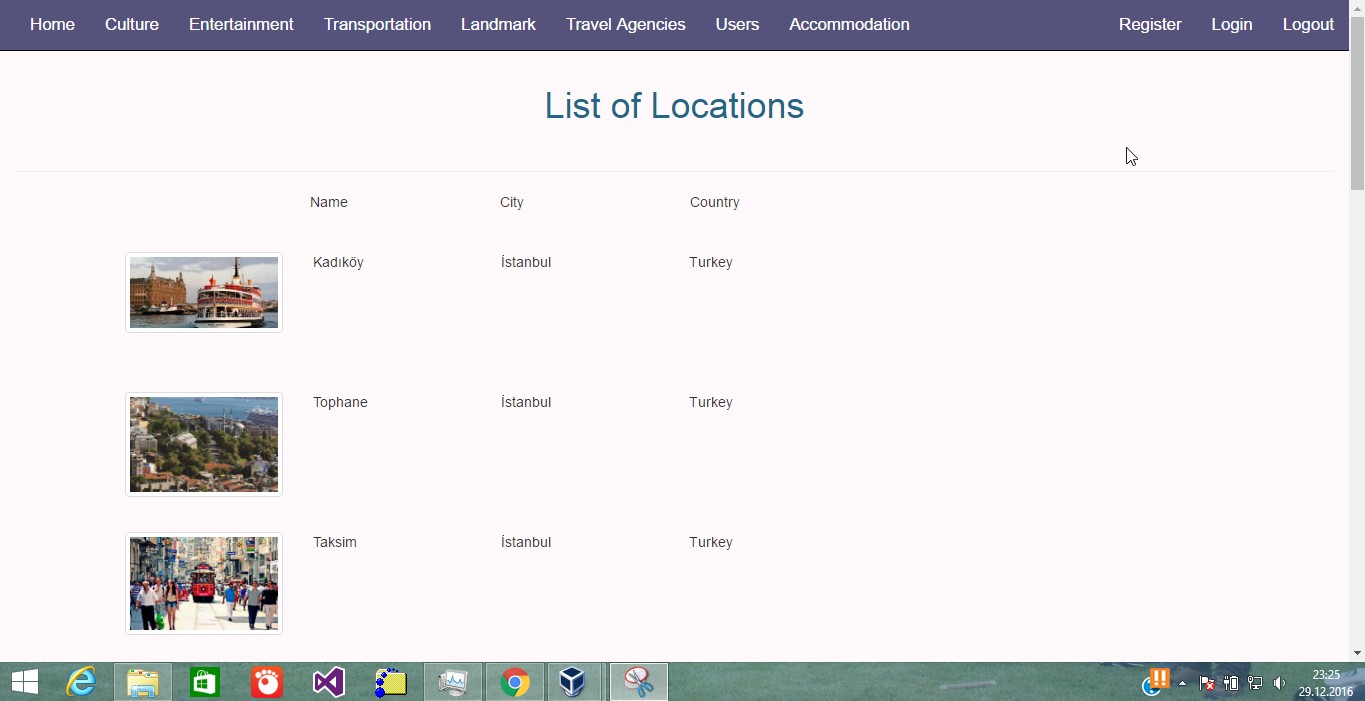 Home Culture Entertainment Transportation Landmark Travel Agencies Users Accommodation Register Login Logout
List of Locations
Name City Country
Kadıköy İstanbul Turkey
Tophane İstanbul Turkey
Taksim İstanbul Turkey
23:25
29.12.2016